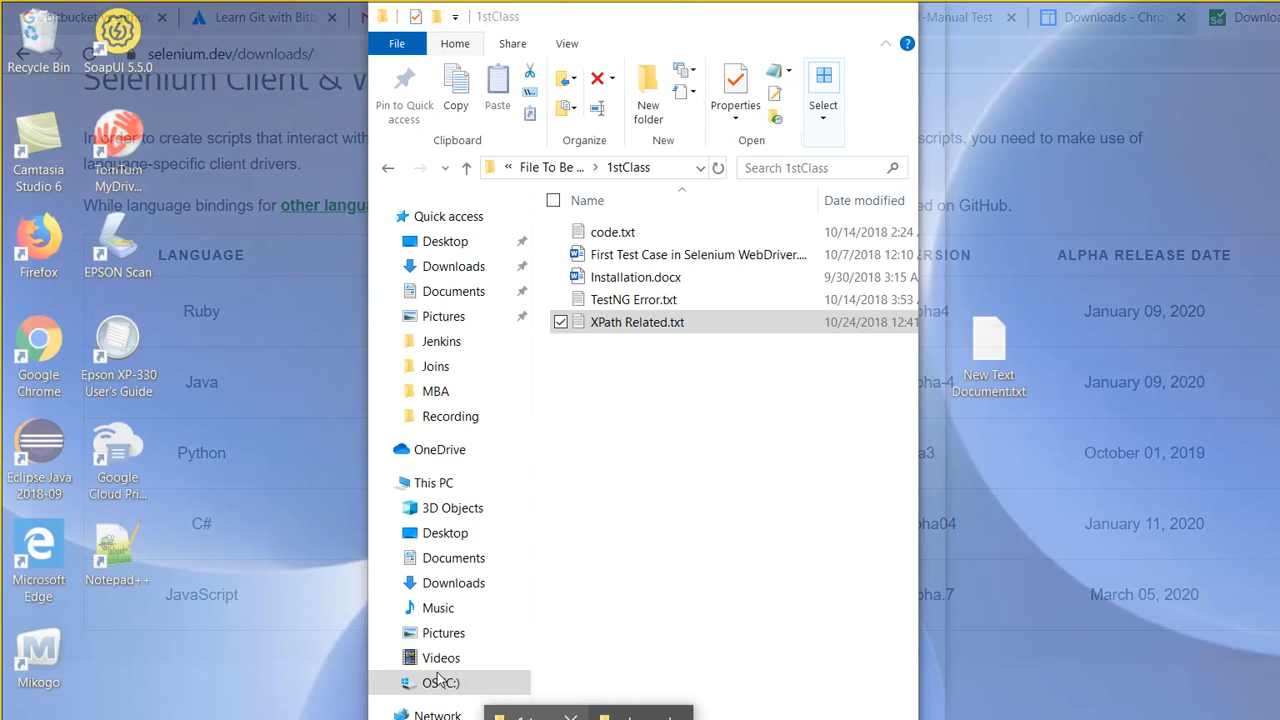 1stClass
Learn Git with Bitb
-Manual Test
Downloads - Chro
Downloa
selenium.dev/downloads/
Selenium Client &
In order to create scripts that interact with
scripts, you need to make use of
language-specific client drivers.
While language bindings for other langua
ed on GitHub.
LANGUAGE
ALPHA RELEASE DATE
Ruby
January 09, 2020
Java
January 09, 2020
Python
October 01, 2019
C#
January 11, 2020
JavaScript
March 05, 2020
Recycle Bin
SoapUI 5.5.0
Camtasia
Studio 6
TomTom
MyDriv...
Firefox
EPSON Scan
Google
Chrome
Epson XP-330
User's Guide
Eclipse Java
2018-09
Google
Cloud Pri...
Microsoft
Edge
Notepad++
Mikogo
File
Home
Share
View
Pin to Quick
access
Copy
Paste
New
folder
Properties
Select
Clipboard
Organize
New
Open
« File To Be ... > 1stClass
Search 1stClass
Name
Date modified
code.txt
10/14/2018 2:24
First Test Case in Selenium WebDriver....
10/7/2018 12:10
Installation.docx
9/30/2018 3:15 A
TestNG Error.txt
10/14/2018 3:53
XPath Related.txt
10/24/2018 12:41
Quick access
Desktop
Downloads
Documents
Pictures
Jenkins
Joins
MBA
Recording
OneDrive
This PC
3D Objects
Desktop
Documents
Downloads
Music
Pictures
Videos
OS (C:)
Network
New Text
Document.txt